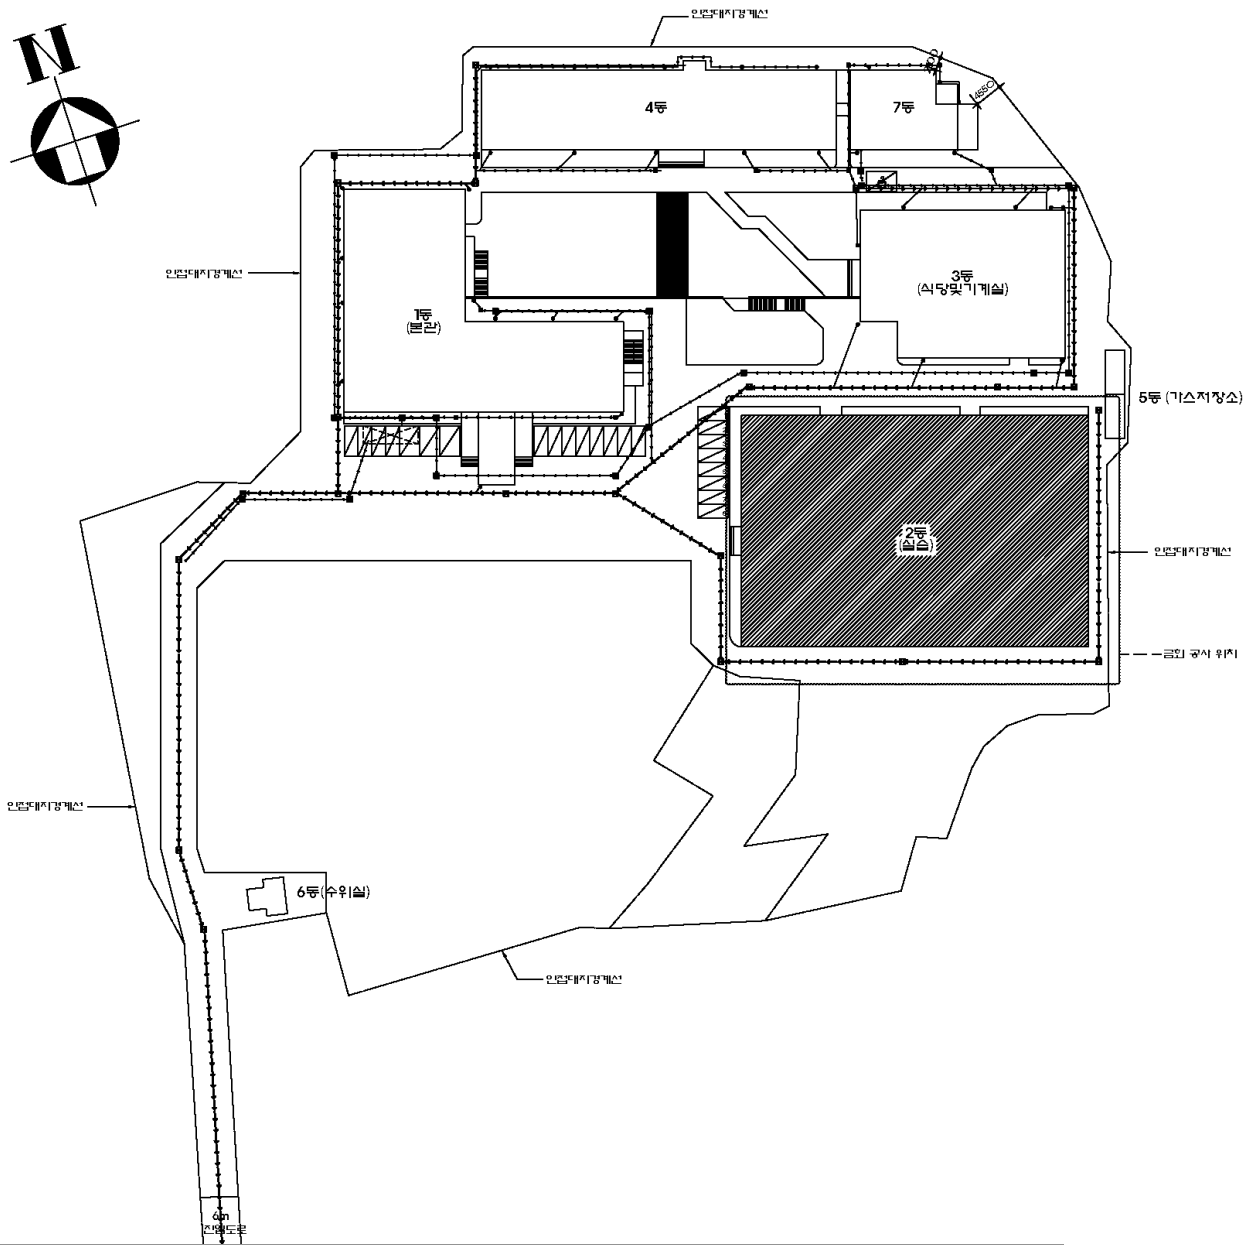 인접대지경계선
N
4동
7동
4550
인접대지경계선
3동
(식당및기계실)
1동
(본관)
5동 (가스저장소)
2동
(실습)
인접대지경계선
금회 공사 위치
인접대지경계선
6동(수위실)
인접대지경계선
6m
진입도로